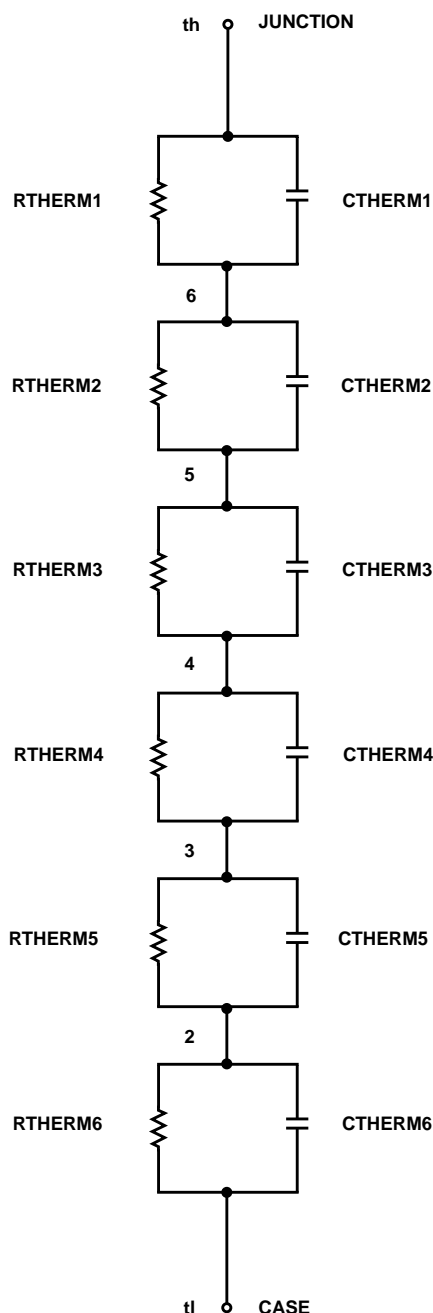 th JUNCTION
RTHERM1 CTHERM1
6
RTHERM2 CTHERM2
5
RTHERM3 CTHERM3
4
RTHERM4 CTHERM4
3
RTHERM5 CTHERM5
2
RTHERM6 CTHERM6
tl CASE